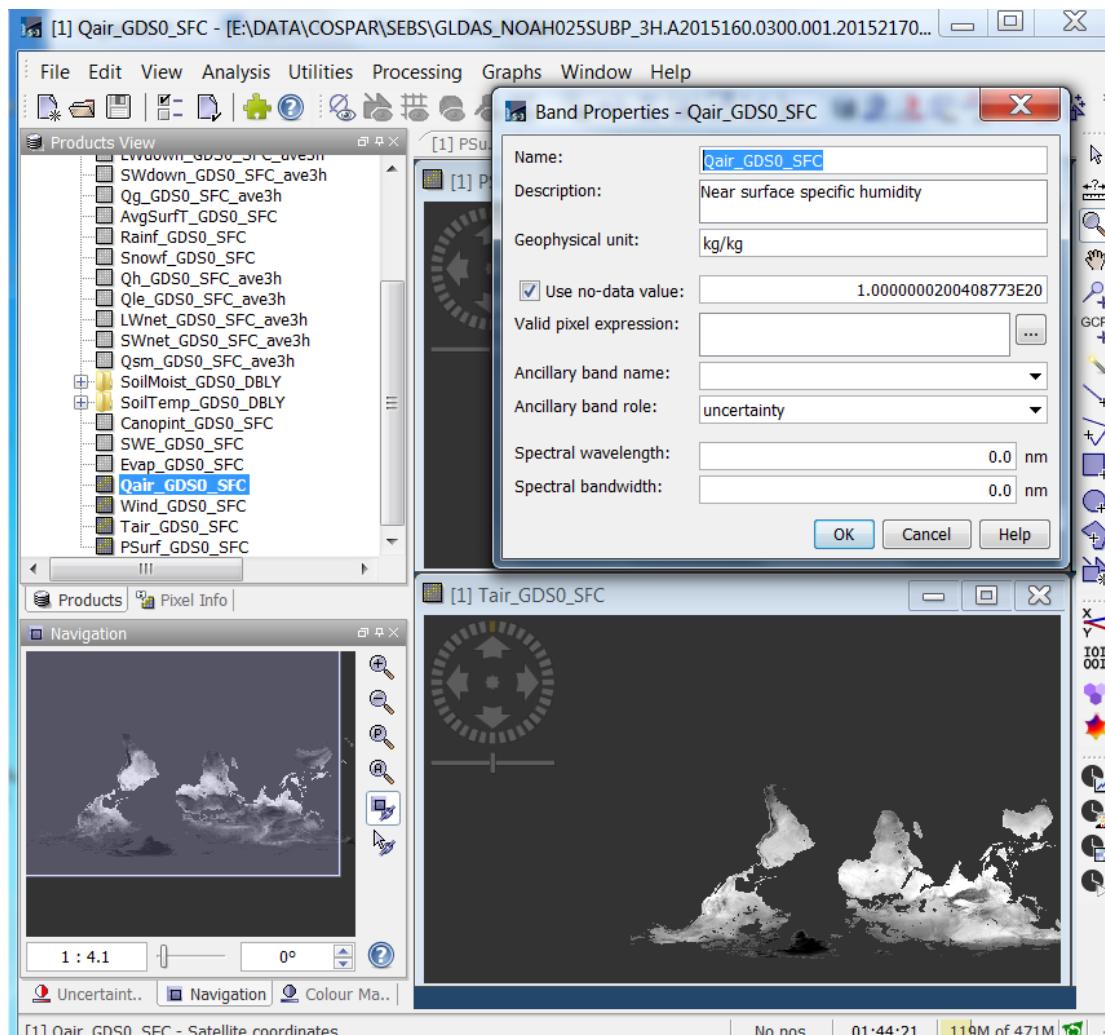 [1] Qair_GDS0_SFC - [E:\DATA\COSPAR\SEBS\GLDAS_NOAH025SUBP_3H.A2015160.0300.001.20152170...
File Edit View Analysis Utilities Processing Graphs Window Help
Products View
LWdown_GDS0_SFC_ave3h
SWdown_GDS0_SFC_ave3h
Qg_GDS0_SFC_ave3h
AvgSurfT_GDS0_SFC
Rainf_GDS0_SFC
Snowf_GDS0_SFC
Qh_GDS0_SFC_ave3h
Qle_GDS0_SFC_ave3h
LWnet_GDS0_SFC_ave3h
SWnet_GDS0_SFC_ave3h
Qsm_GDS0_SFC_ave3h
SoilMoist_GDS0_DBLY
SoilTemp_GDS0_DBLY
Canopint_GDS0_SFC
SWE_GDS0_SFC
Evap_GDS0_SFC
Qair_GDS0_SFC
Wind_GDS0_SFC
Tair_GDS0_SFC
PSurf_GDS0_SFC
Products Pixel Info
Navigation
1 : 4.1 0°
Uncertaint.. Navigation Colour Ma..
[1] PSu
[1] P
Band Properties - Qair_GDS0_SFC
Name: Qair_GDS0_SFC
Description: Near surface specific humidity
Geophysical unit: kg/kg
Use no-data value: 1.0000000200408773E20
Valid pixel expression: ...
Ancillary band name:
Ancillary band role: uncertainty
Spectral wavelength: 0.0 nm
Spectral bandwidth: 0.0 nm
OK Cancel Help
[1] Tair_GDS0_SFC
GCP
X
Y
[1] Qair_GDS0_SFC - Satellite coordinates
No pos. 01:44:21 119M of 471M